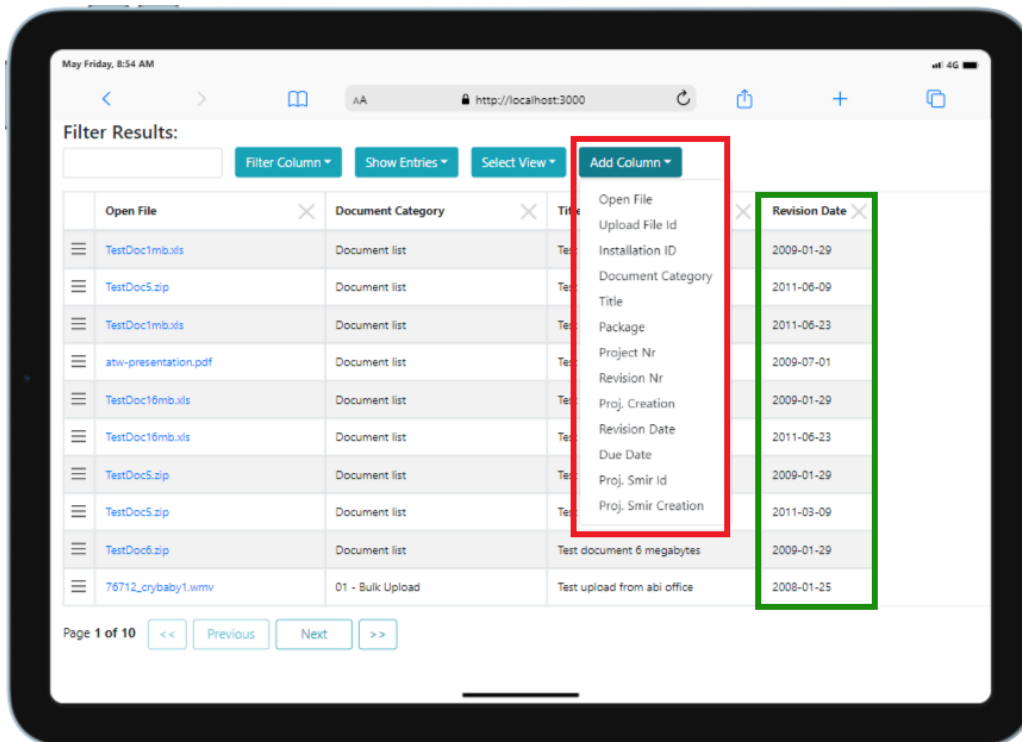 May Friday, 8:54 AM 4G
AA http://localhost:3000
Filter Results:
Filter Column Show Entries Select View Add Column
Open File Document Category Revision Date
Open File
Upload File Id
Installation ID
Document Category
Title
Package
Project Nr
Revision Nr
Proj. Creation
Revision Date
Due Date
Proj. Smir Id
Proj. Smir Creation
TestDoc1mb.xls Document list 2009-01-29
TestDoc5.zip Document list 2011-06-09
TestDoc1mb.xls Document list 2011-06-23
atw-presentation.pdf Document list 2009-07-01
TestDoc16mb.xls Document list 2009-01-29
TestDoc16mb.xls Document list 2011-06-23
TestDoc5.zip Document list 2009-01-29
TestDoc5.zip Document list 2011-03-09
TestDoc6.zip Document list Test document 6 megabytes 2009-01-29
76712_crybaby1.wmv 01 - Bulk Upload Test upload from abi office 2008-01-25
Page 1 of 10 << Previous Next >>